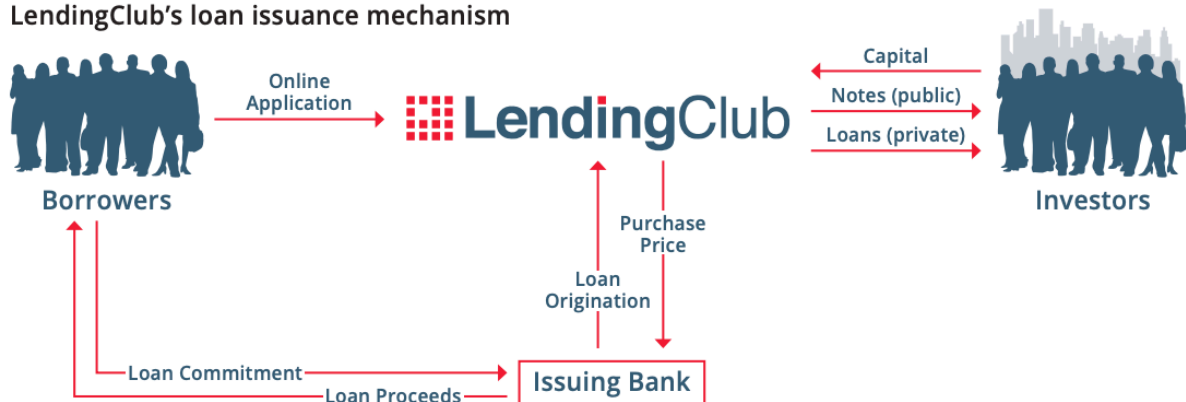 LendingClub’s loan issuance mechanism
Online
Application
LendingClub
Capital
Notes (public)
Loans (private)
Borrowers
Investors
Purchase
Price
Loan
Origination
Loan Commitment
Issuing Bank
Loan Proceeds